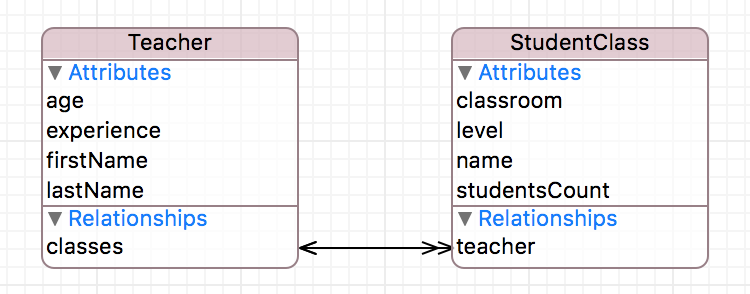 Teacher
Attributes
age
experience
firstName
lastName
Relationships
classes
StudentClass
Attributes
classroom
level
name
studentsCount
Relationships
teacher